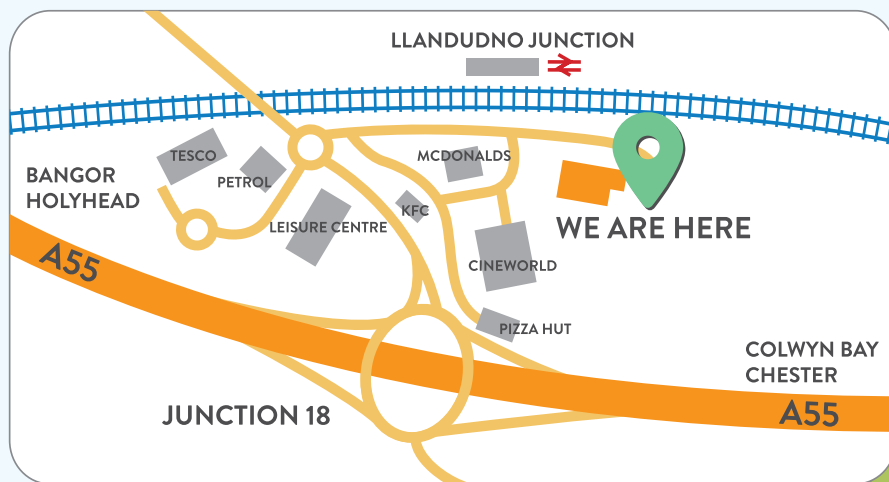 LLANDUDNO JUNCTION
TESCO
MCDONALDS
BANGOR
HOLYHEAD
PETROL
KFC
LEISURE CENTRE
WE ARE HERE
A55
CINEWORLD
PIZZA HUT
COLWYN BAY
CHESTER
JUNCTION 18
A55